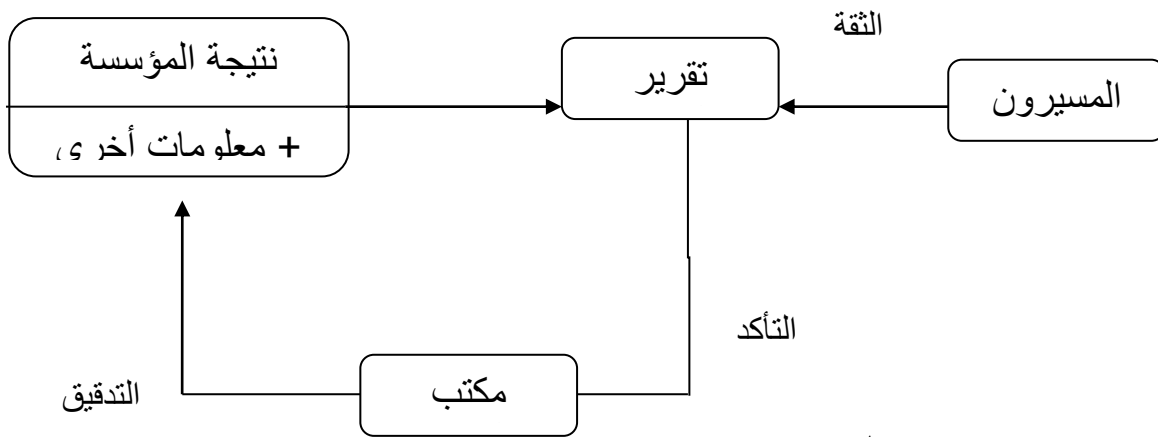 الثقة
نتيجة المؤسسة
تقرير
المسيرون
+ معلومات أخرى
التأكد
مكتب
التدقيق